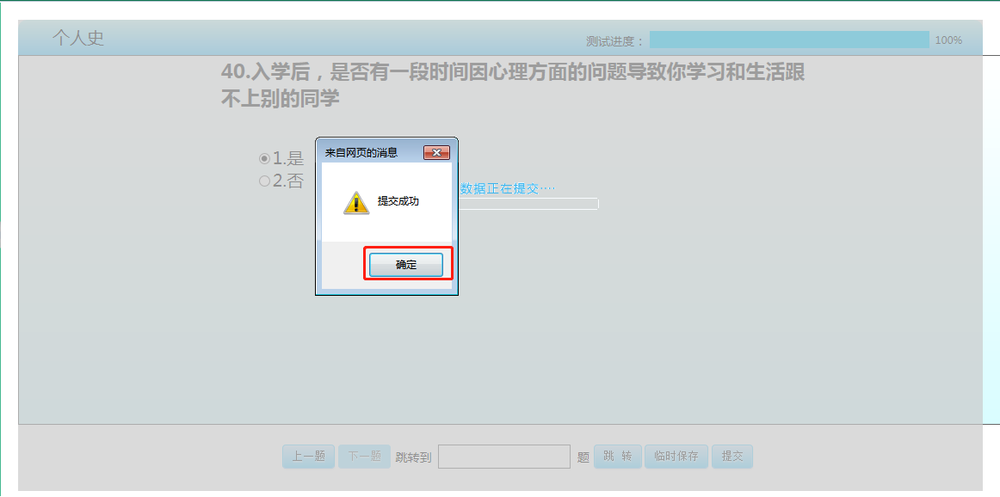 个人史
测试进度：
100%
40.入学后，是否有一段时间因心理方面的问题导致你学习和生活跟
不上别的同学
1.是
2.否
来自网页的消息
提交成功
确定
数据正在提交····
上一题 下一题 跳转到 题 跳 转 临时保存 提交